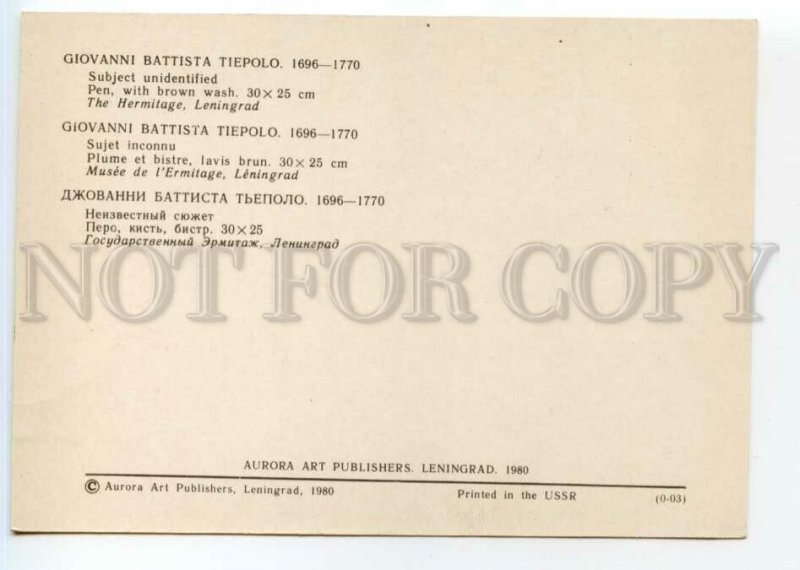 GIOVANNI BATTISTA TIEPOLO. 1696—1770
Subject unidentified
Pen, with brown wash. 30×25 cm
The Hermitage, Leningrad
GIOVANNI BATTISTA TIEPOLO. 1696—1770
Sujet inconnu
Plume et bistre, lavis brun. 30×25 cm
Musée de l'Ermitage, Léningrad
ДЖОВАННИ БАТТИСТА ТЬЕПОЛО. 1696—1770
Неизвестный сюжет
Перо, кисть, бистр. 30×25
Государственный Эрмитаж, Ленинград
NOT FOR COPY
AURORA ART PUBLISHERS. LENINGRAD. 1980
© Aurora Art Publishers, Leningrad, 1980 Printed in the USSR (0-03)